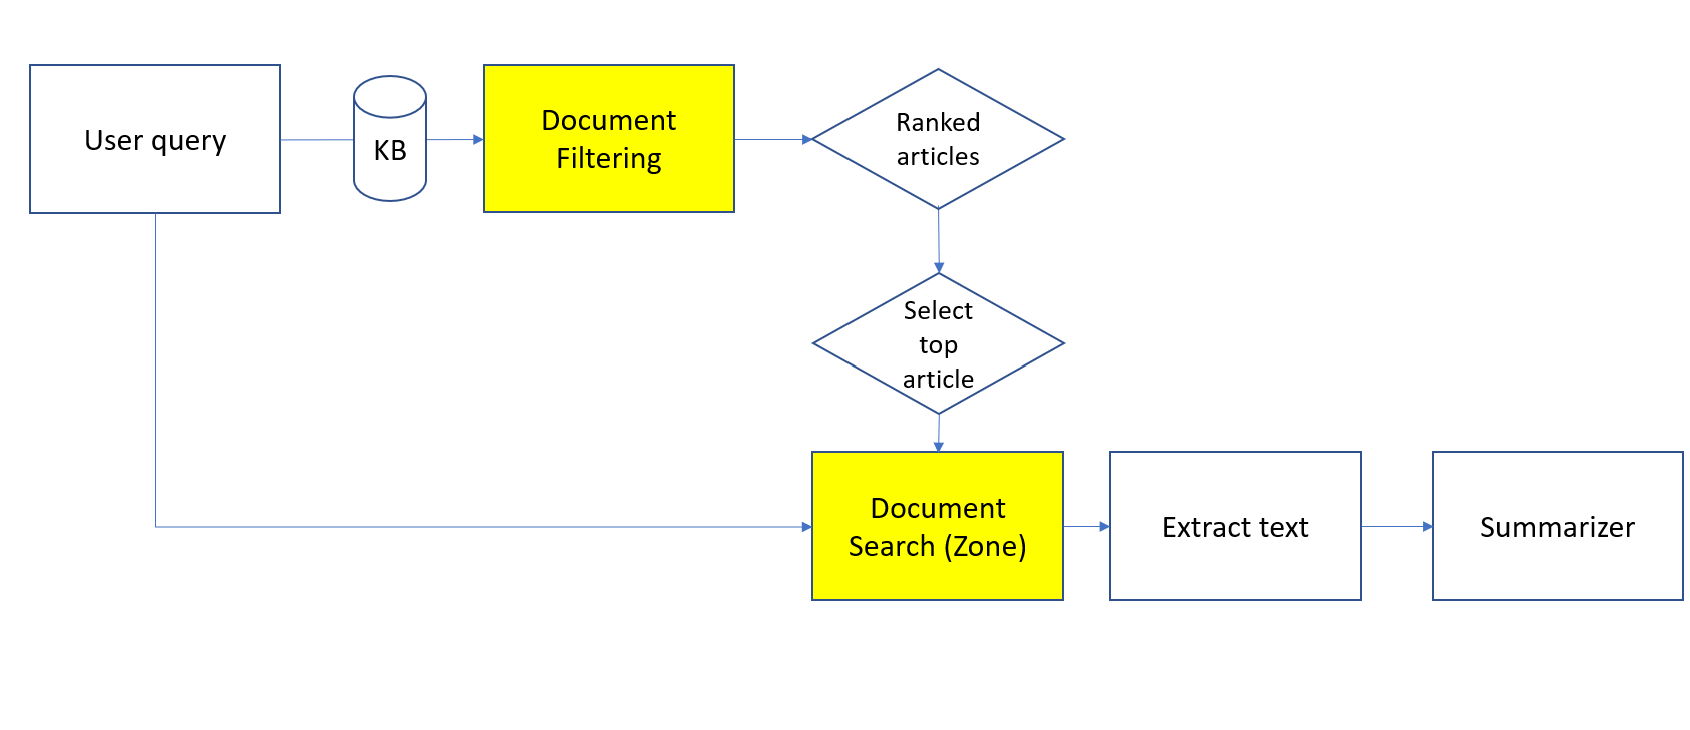 User query
KB
Document
Filtering
Ranked
articles
Select
top
article
Document
Search (Zone)
Extract text
Summarizer